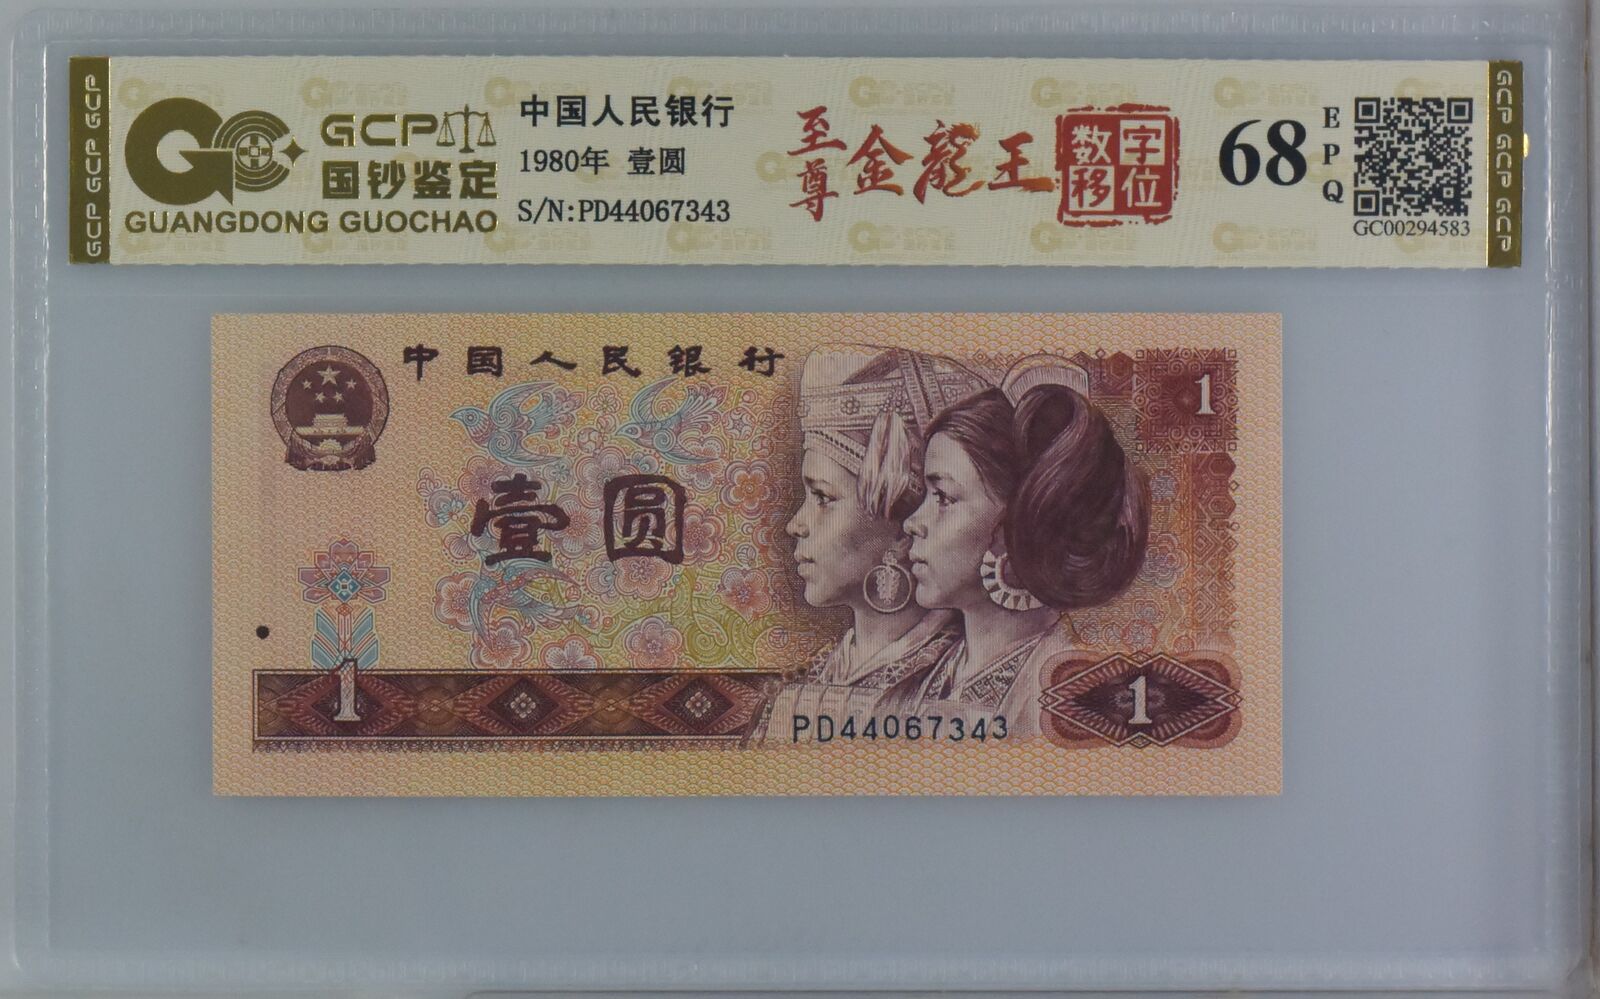 GCP GCP GCP
GCP
国钞鉴定
GUANGDONG GUOCHAO
中国人民银行
1980年 壹圆
S/N:PD44067343
至尊金龍王
数字
移位
68
EPQ
GC00294583
GCP GCP GCP
中国人民银行
1
壹圆
1
PD44067343
1